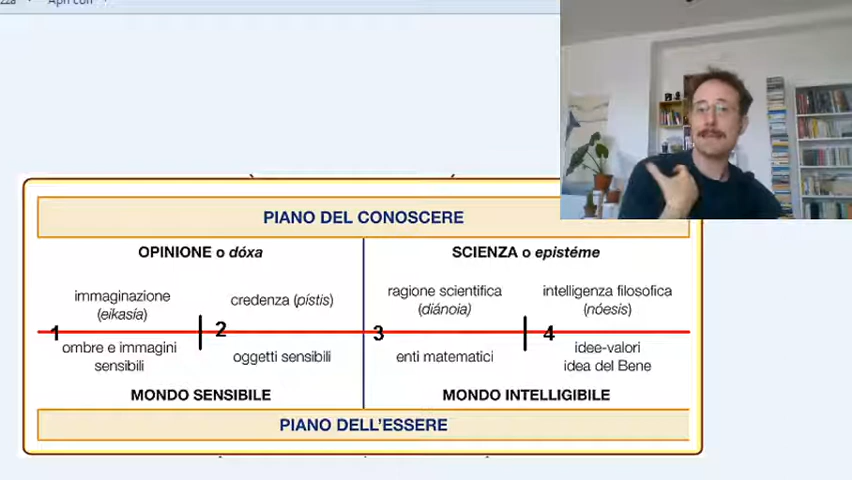 Apri con
PIANO DEL CONOSCERE
OPINIONE o dóxa
SCIENZA o epistéme
immaginazione
(eikasía)
credenza (pístis)
ragione scientifica
(diánoia)
intelligenza filosofica
(nóesis)
1
2
3
4
ombre e immagini
sensibili
oggetti sensibili
enti matematici
idee-valori
idea del Bene
MONDO SENSIBILE
MONDO INTELLIGIBILE
PIANO DELL'ESSERE